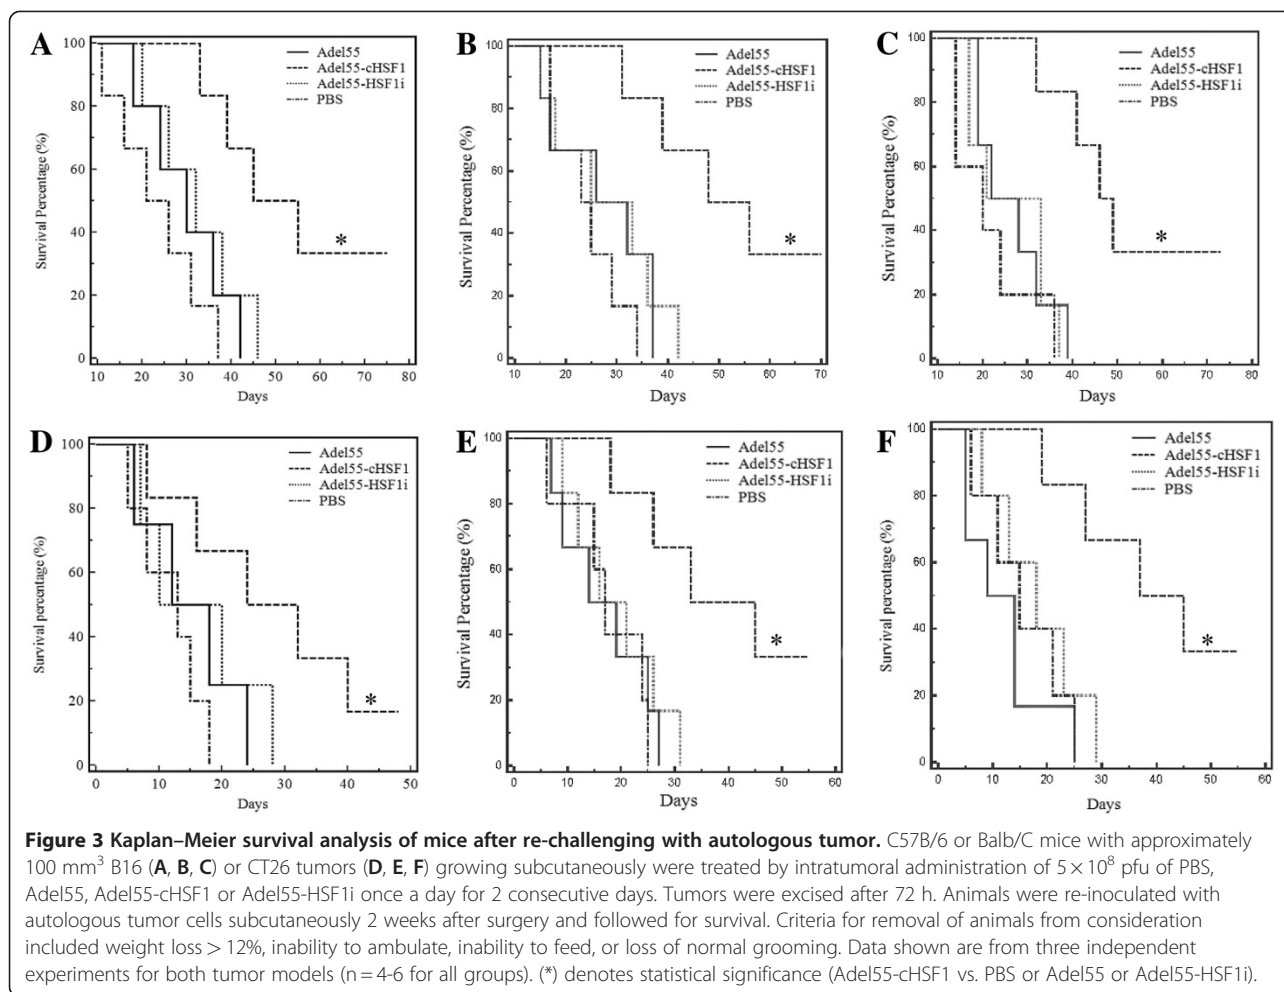 A
Adel55
Adel55-cHSF1
Adel55-HSF1i
PBS
Survival Percentage (%)
100
80
60
40
20
0
*
10 20 30 40 50 60 70 80
Days
B
Adel55
Adel55-cHSF1
Adel55-HSF1i
PBS
Survival Percentage (%)
100
80
60
40
20
0
*
10 20 30 40 50 60 70
Days
C
Adel55
Adel55-cHSF1
Adel55-HSF1i
PBS
Survival Percentage (%)
100
80
60
40
20
0
*
10 20 30 40 50 60 70 80
Days
D
Adel55
Adel55-cHSF1
Adel55-HSF1i
PBS
Survival percentage (%)
100
80
60
40
20
0
*
0 10 20 30 40 50
Days
E
Adel55
Adel55-cHSF1
Adel55-HSF1i
PBS
Survival Percentage (%)
100
80
60
40
20
0
*
0 10 20 30 40 50 60
Days
F
Adel55
Adel55-cHSF1
Adel55-HSF1i
PBS
Survival percentage (%)
100
80
60
40
20
0
*
0 10 20 29 40 50 60
Days
Figure 3 Kaplan–Meier survival analysis of mice after re-challenging with autologous tumor. C57B/6 or Balb/C mice with approximately
100 mm³ B16 (A, B, C) or CT26 tumors (D, E, F) growing subcutaneously were treated by intratumoral administration of 5 × 10⁸ pfu of PBS,
Adel55, Adel55-cHSF1 or Adel55-HSF1i once a day for 2 consecutive days. Tumors were excised after 72 h. Animals were re-inoculated with
autologous tumor cells subcutaneously 2 weeks after surgery and followed for survival. Criteria for removal of animals from consideration
included weight loss > 12%, inability to ambulate, inability to feed, or loss of normal grooming. Data shown are from three independent
experiments for both tumor models (n = 4-6 for all groups). (*) denotes statistical significance (Adel55-cHSF1 vs. PBS or Adel55 or Adel55-HSF1i).